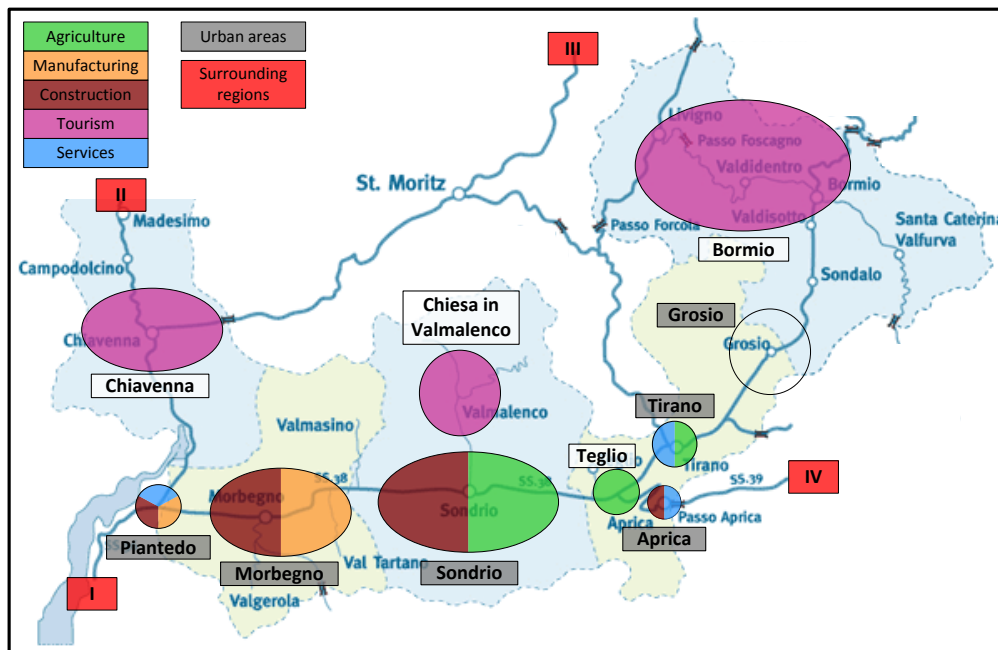 Agriculture
Manufacturing
Construction
Tourism
Services
Urban areas
Surrounding
regions
III
II
Madesimo
Campodolcino
St. Moritz
Livigno
Passo Foscagno
Valdidentro
Bormio
Valdisotto
Passo Forcola
Santa Caterina
Valfurva
Bormio
Sondalo
Chiavenna
Chiavenna
Chiesa in
Valmalenco
Valmalenco
Grosio
Grosio
Tirano
Tirano
Valmasino
Teglio
SS.38
Morbegno
Sondrio
SS.39
IV
Aprica
Passo Aprica
Aprica
Piantedo
Morbegno
Val Tartano
Sondrio
Valgerola
I